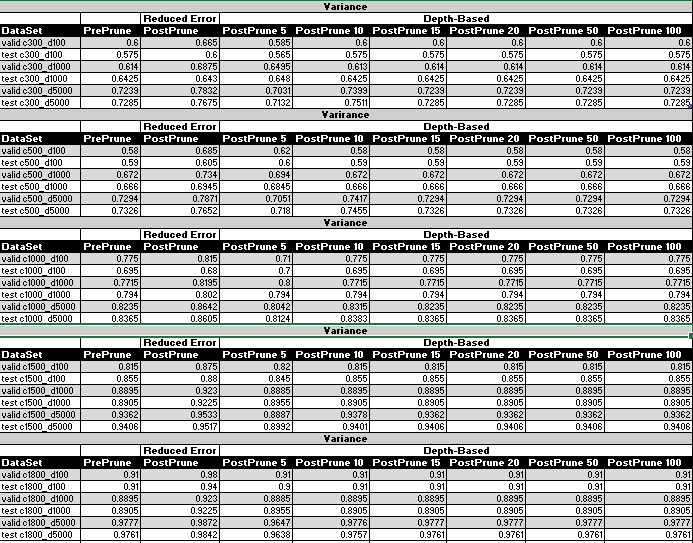 Variance
Reduced Error Depth-Based
DataSet PrePrune PostPrune PostPrune 5 PostPrune 10 PostPrune 15 PostPrune 20 PostPrune 50 PostPrune 100
valid c300_d100 0.6 0.665 0.585 0.6 0.6 0.6 0.6 0.6
test c300_d100 0.575 0.6 0.565 0.575 0.575 0.575 0.575 0.575
valid c300_d1000 0.614 0.6875 0.6495 0.613 0.614 0.614 0.614 0.614
test c300_d1000 0.6425 0.643 0.648 0.6425 0.6425 0.6425 0.6425 0.6425
valid c300_d5000 0.7239 0.7832 0.7031 0.7399 0.7239 0.7239 0.7239 0.7239
test c300_d5000 0.7285 0.7675 0.7132 0.7511 0.7285 0.7285 0.7285 0.7285
Varirance
Reduced Error Depth-Based
DataSet PrePrune PostPrune PostPrune 5 PostPrune 10 PostPrune 15 PostPrune 20 PostPrune 50 PostPrune 100
valid c500_d100 0.58 0.685 0.62 0.58 0.58 0.58 0.58 0.58
test c500_d100 0.59 0.605 0.6 0.59 0.59 0.59 0.59 0.59
valid c500_d1000 0.672 0.734 0.694 0.672 0.672 0.672 0.672 0.672
test c500_d1000 0.666 0.6945 0.6845 0.666 0.666 0.666 0.666 0.666
valid c500_d5000 0.7294 0.7871 0.7051 0.7417 0.7294 0.7294 0.7294 0.7294
test c500_d5000 0.7326 0.7652 0.718 0.7455 0.7326 0.7326 0.7326 0.7326
Variance
Reduced Error Depth-Based
DataSet PrePrune PostPrune PostPrune 5 PostPrune 10 PostPrune 15 PostPrune 20 PostPrune 50 PostPrune 100
valid c1000_d100 0.775 0.815 0.71 0.775 0.775 0.775 0.775 0.775
test c1000_d100 0.695 0.68 0.7 0.695 0.695 0.695 0.695 0.695
valid c1000_d1000 0.7715 0.8195 0.8 0.7715 0.7715 0.7715 0.7715 0.7715
test c1000_d1000 0.794 0.802 0.794 0.794 0.794 0.794 0.794 0.794
valid c1000_d5000 0.8235 0.8642 0.8042 0.8315 0.8235 0.8235 0.8235 0.8235
test c1000_d5000 0.8365 0.8605 0.8124 0.8383 0.8365 0.8365 0.8365 0.8365
Variance
Reduced Error Depth-Based
DataSet PrePrune PostPrune PostPrune 5 PostPrune 10 PostPrune 15 PostPrune 20 PostPrune 50 PostPrune 100
valid c1500_d100 0.815 0.875 0.82 0.815 0.815 0.815 0.815 0.815
test c1500_d100 0.855 0.88 0.845 0.855 0.855 0.855 0.855 0.855
valid c1500_d1000 0.8895 0.923 0.8885 0.8895 0.8895 0.8895 0.8895 0.8895
test c1500_d1000 0.8905 0.9225 0.8955 0.8905 0.8905 0.8905 0.8905 0.8905
valid c1500_d5000 0.9362 0.9533 0.8887 0.9378 0.9362 0.9362 0.9362 0.9362
test c1500_d5000 0.9406 0.9517 0.8992 0.9401 0.9406 0.9406 0.9406 0.9406
Variance
Reduced Error Depth-Based
DataSet PrePrune PostPrune PostPrune 5 PostPrune 10 PostPrune 15 PostPrune 20 PostPrune 50 PostPrune 100
valid c1800_d100 0.91 0.98 0.91 0.91 0.91 0.91 0.91 0.91
test c1800_d100 0.91 0.94 0.9 0.91 0.91 0.91 0.91 0.91
valid c1800_d1000 0.8895 0.923 0.8885 0.8895 0.8895 0.8895 0.8895 0.8895
test c1800_d1000 0.8905 0.9225 0.8955 0.8905 0.8905 0.8905 0.8905 0.8905
valid c1800_d5000 0.9777 0.9872 0.9647 0.9776 0.9777 0.9777 0.9777 0.9777
test c1800_d5000 0.9761 0.9842 0.9638 0.9757 0.9761 0.9761 0.9761 0.9761